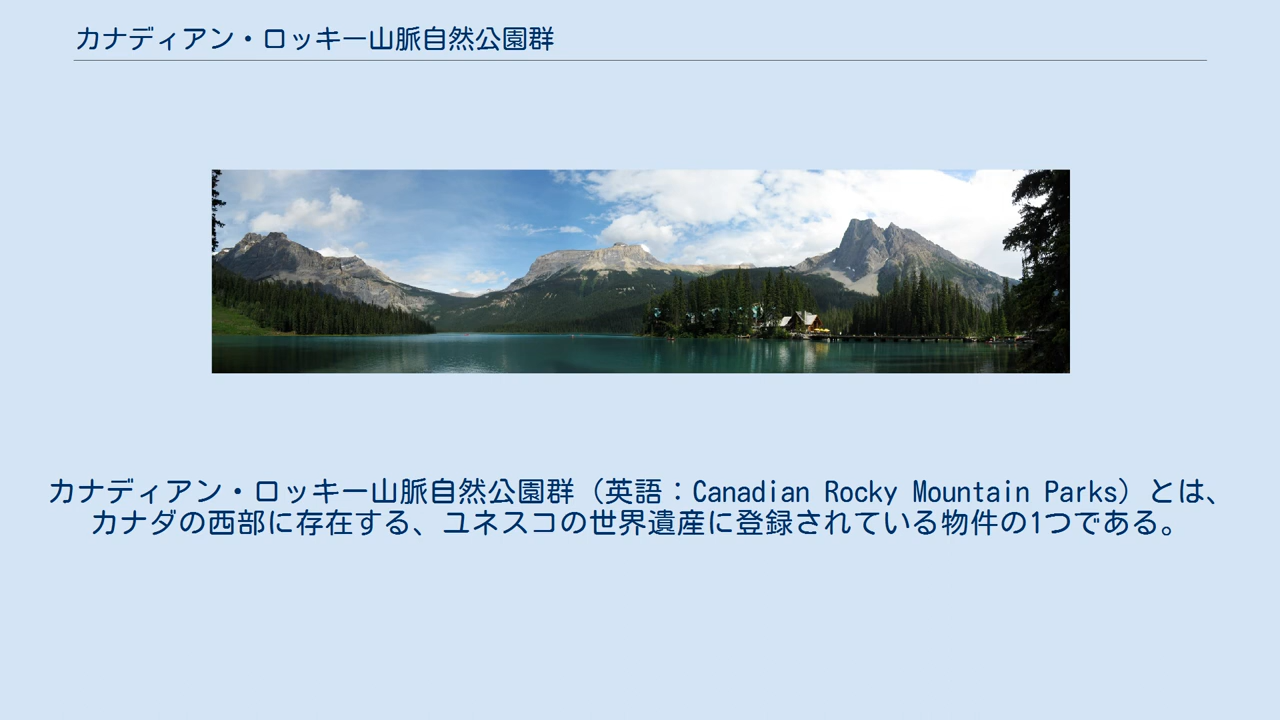 カナディアン・ロッキー山脈自然公園群
カナディアン・ロッキー山脈自然公園群（英語：Canadian Rocky Mountain Parks）とは、
カナダの西部に存在する、ユネスコの世界遺産に登録されている物件の1つである。